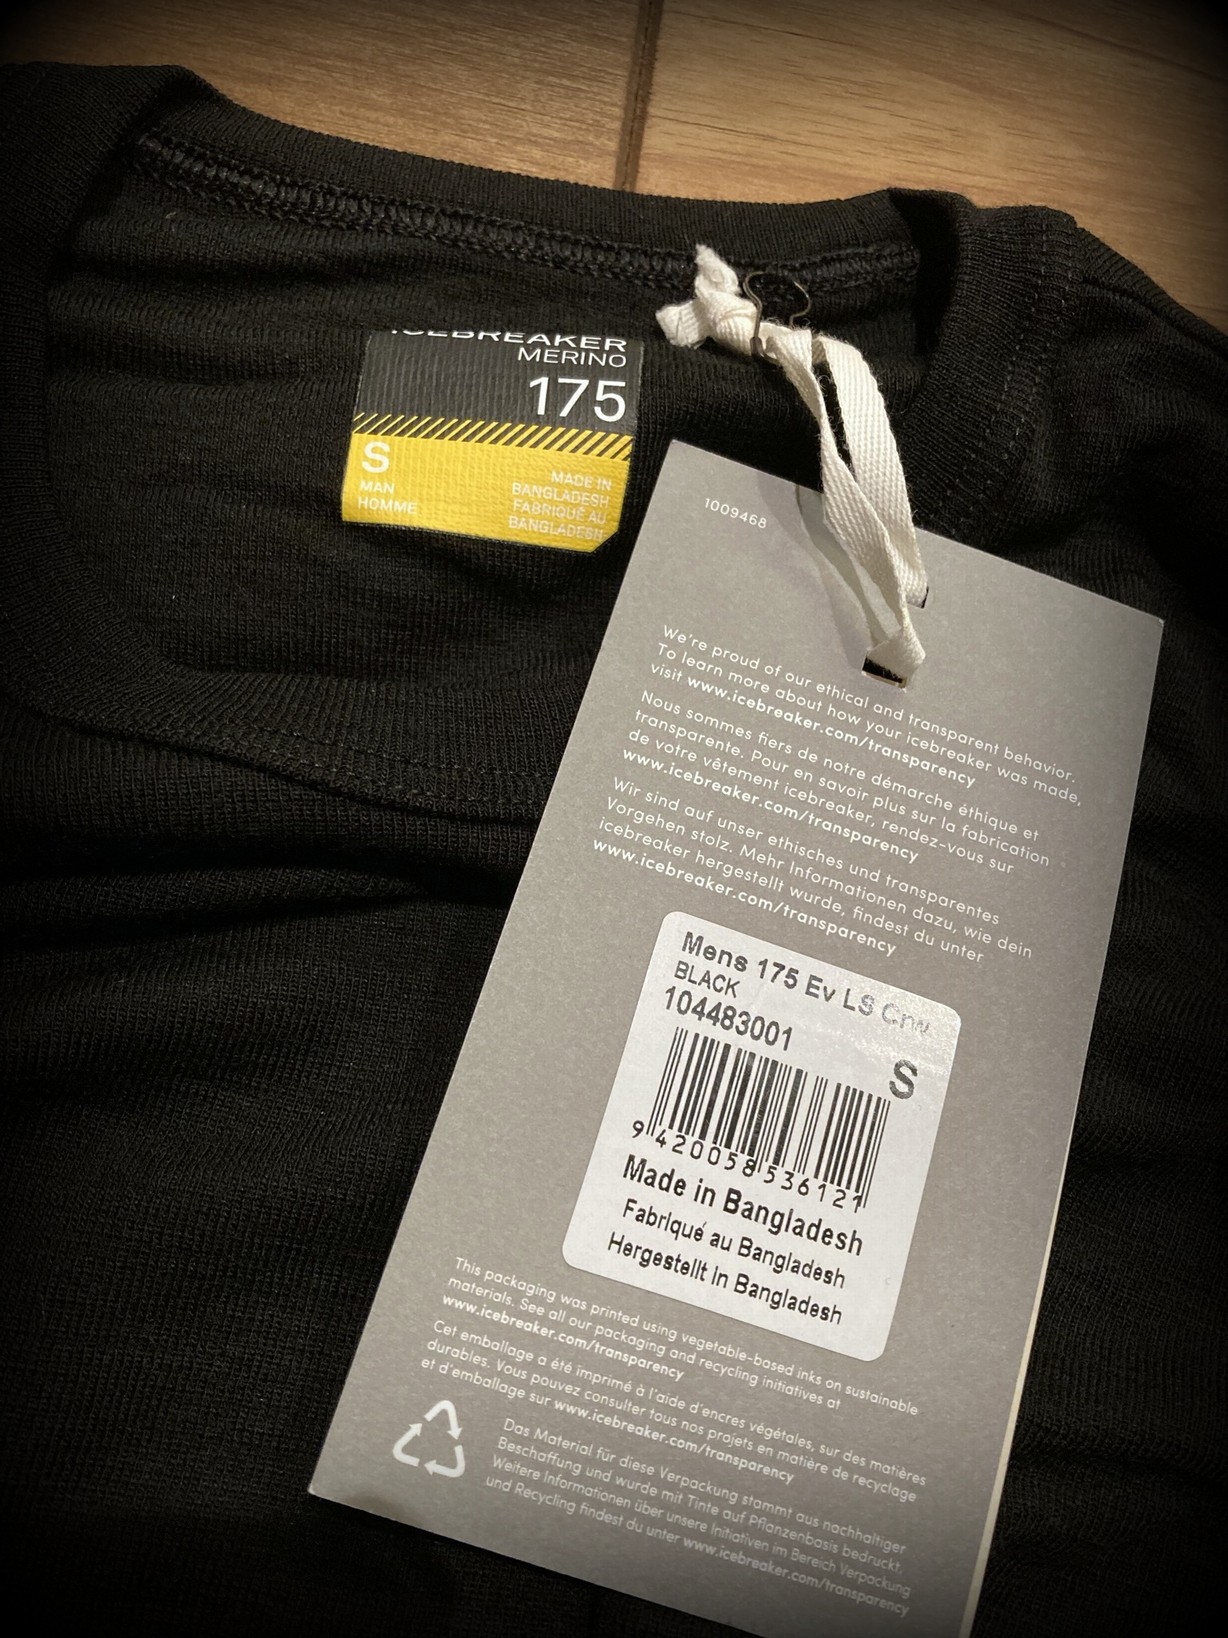 ICEBREAKER
MERINO
175
S
MAN
HOMME
MADE IN
BANGLADESH
FABRIQUÉ AU
BANGLADESH
1009468
We're proud of our ethical and transparent behavior.
To learn more about how your icebreaker was made,
visit www.icebreaker.com/transparency
Nous sommes fiers de notre démarche éthique et
transparente. Pour en savoir plus sur la fabrication
de votre vêtement icebreaker, rendez-vous sur
www.icebreaker.com/transparency
Wir sind auf unser ethisches und transparentes
Vorgehen stolz. Mehr Informationen dazu, wie dein
icebreaker hergestellt wurde, findest du unter
www.icebreaker.com/transparency
Mens 175 Ev LS Crw
BLACK
104483001
S
9420058536121
Made in Bangladesh
Fabriqué au Bangladesh
Hergestellt in Bangladesh
This packaging was printed using vegetable-based inks on sustainable
materials. See all our packaging and recycling initiatives at
www.icebreaker.com/transparency
Cet emballage a été imprimé à l'aide d'encres végétales, sur des matières
durables. Vous pouvez consulter tous nos projets en matière de recyclage
et d'emballage sur www.icebreaker.com/transparency
Das Material für diese Verpackung stammt aus nachhaltiger
Beschaffung und wurde mit Tinte auf Pflanzenbasis bedruckt.
Weitere Informationen über unsere Initiativen im Bereich Verpackung
und Recycling findest du unter www.icebreaker.com/transparency